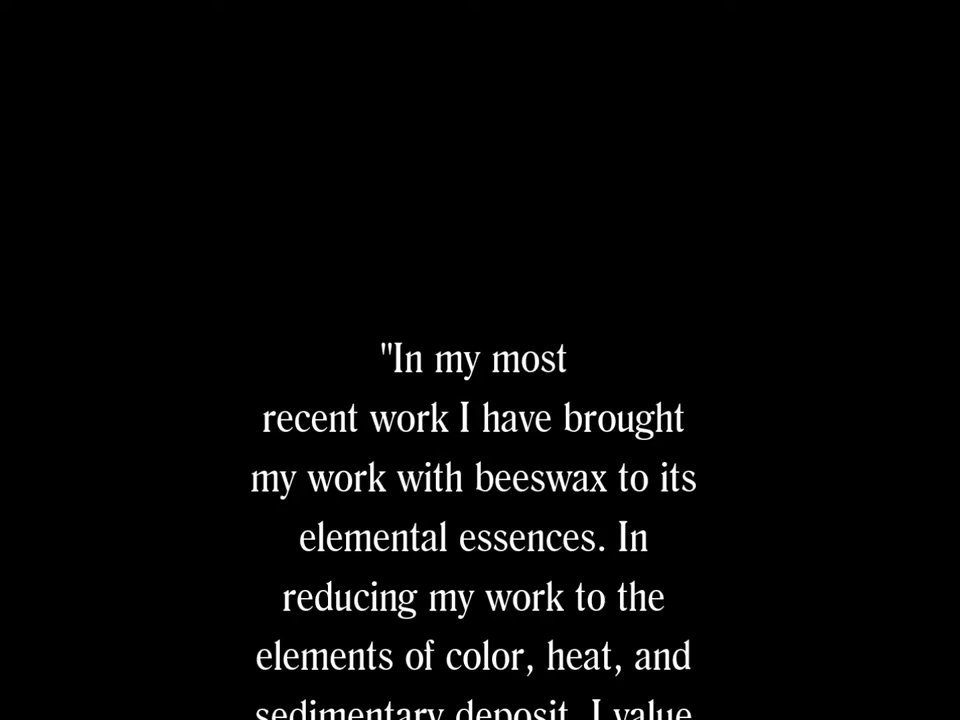 "In my most
recent work I have brought
my work with beeswax to its
elemental essences. In
reducing my work to the
elements of color, heat, and
sedimentary deposit, I value